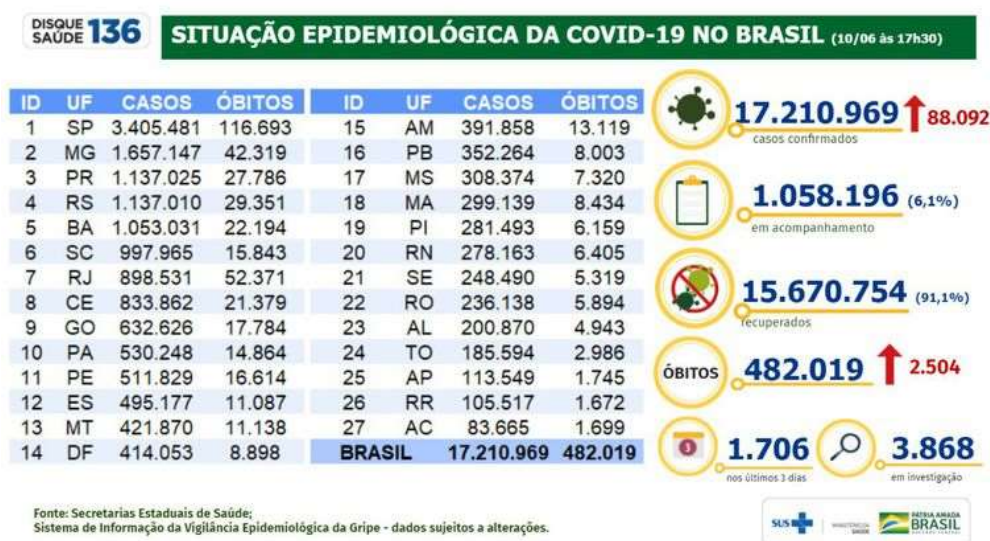 DISQUE
SAÚDE 136
SITUAÇÃO EPIDEMIOLÓGICA DA COVID-19 NO BRASIL (10/06 às 17h30)
ID UF CASOS ÓBITOS ID UF CASOS ÓBITOS
1 SP 3.405.481 116.693 15 AM 391.858 13.119
2 MG 1.657.147 42.319 16 PB 352.264 8.003
3 PR 1.137.025 27.786 17 MS 308.374 7.320
4 RS 1.137.010 29.351 18 MA 299.139 8.434
5 BA 1.053.031 22.194 19 PI 281.493 6.159
6 SC 997.965 15.843 20 RN 278.163 6.405
7 RJ 898.531 52.371 21 SE 248.490 5.319
8 CE 833.862 21.379 22 RO 236.138 5.894
9 GO 632.626 17.784 23 AL 200.870 4.943
10 PA 530.248 14.864 24 TO 185.594 2.986
11 PE 511.829 16.614 25 AP 113.549 1.745
12 ES 495.177 11.087 26 RR 105.517 1.672
13 MT 421.870 11.138 27 AC 83.665 1.699
14 DF 414.053 8.898 BRASIL 17.210.969 482.019
17.210.969 88.092
casos confirmados
1.058.196 (6,1%)
em acompanhamento
15.670.754 (91,1%)
recuperados
ÓBITOS 482.019 2.504
3 1.706
nos últimos 3 dias
3.868
em investigação
Fonte: Secretarias Estaduais de Saúde;
Sistema de Informação da Vigilância Epidemiológica da Gripe - dados sujeitos a alterações.
SUS
PÁTRIA AMADA
BRASIL